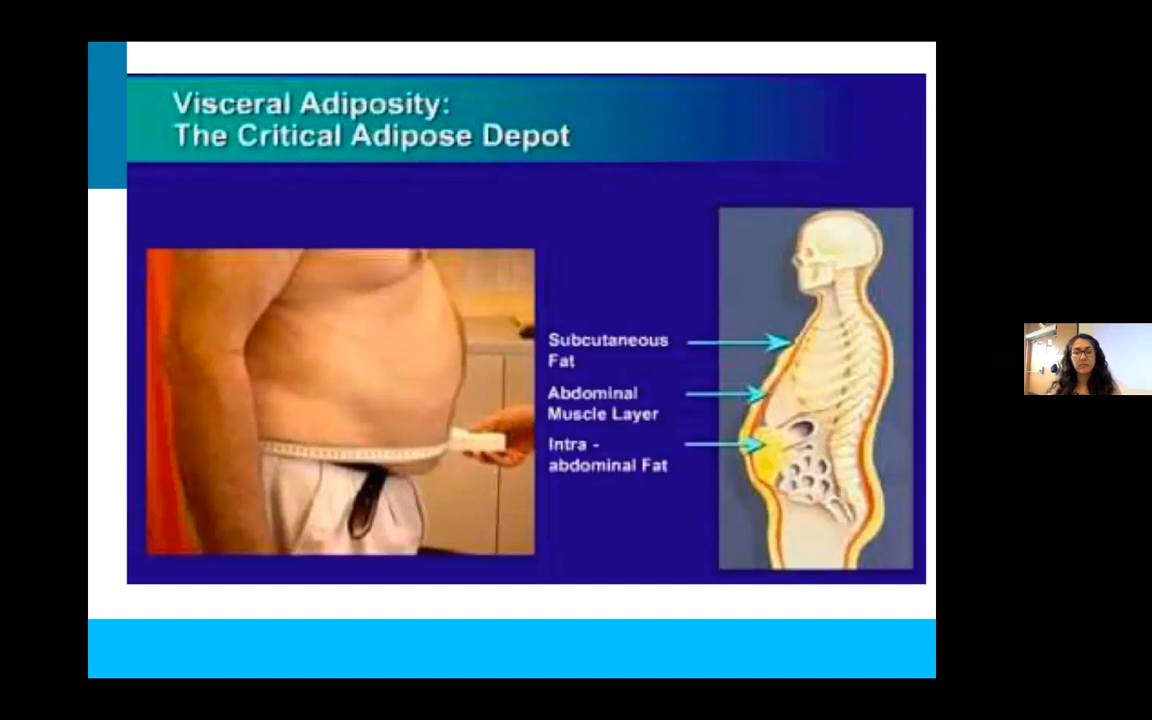 Visceral Adiposity:
The Critical Adipose Depot
Subcutaneous
Fat
Abdominal
Muscle Layer
Intra -
abdominal Fat